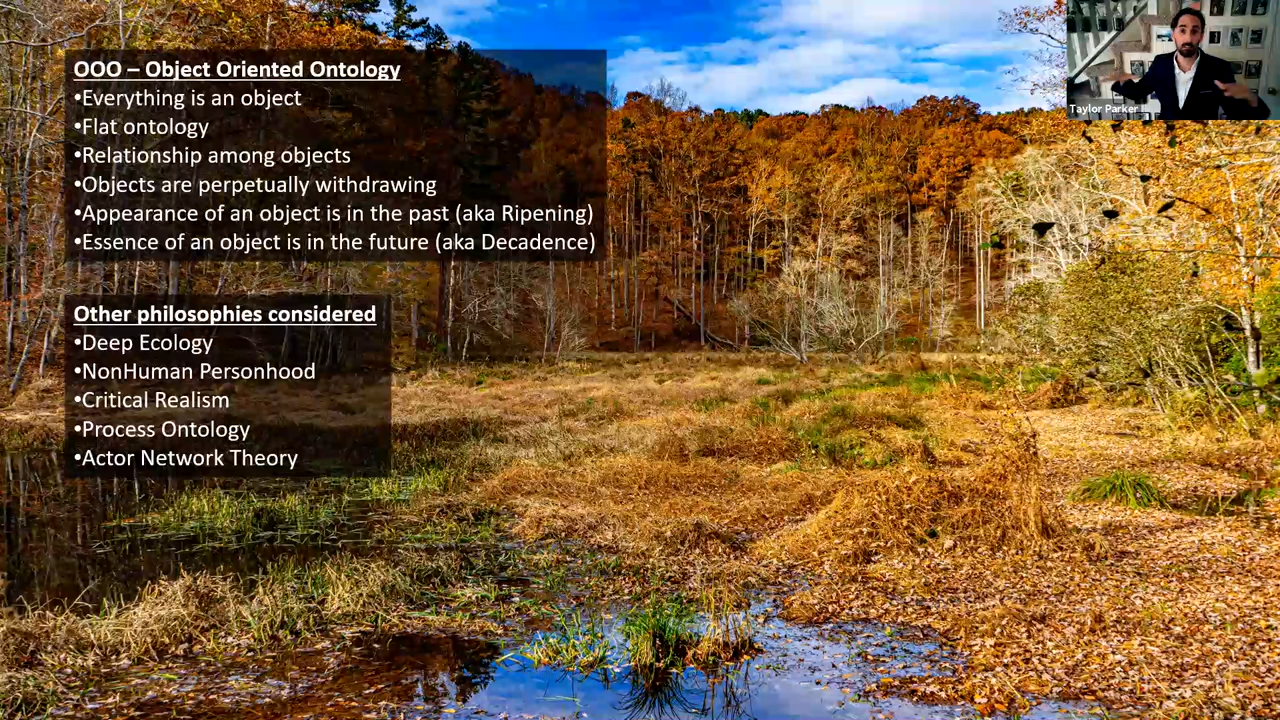 OOO – Object Oriented Ontology
•Everything is an object
•Flat ontology
•Relationship among objects
•Objects are perpetually withdrawing
•Appearance of an object is in the past (aka Ripening)
•Essence of an object is in the future (aka Decadence)
Other philosophies considered
•Deep Ecology
•NonHuman Personhood
•Critical Realism
•Process Ontology
•Actor Network Theory
Taylor Parker